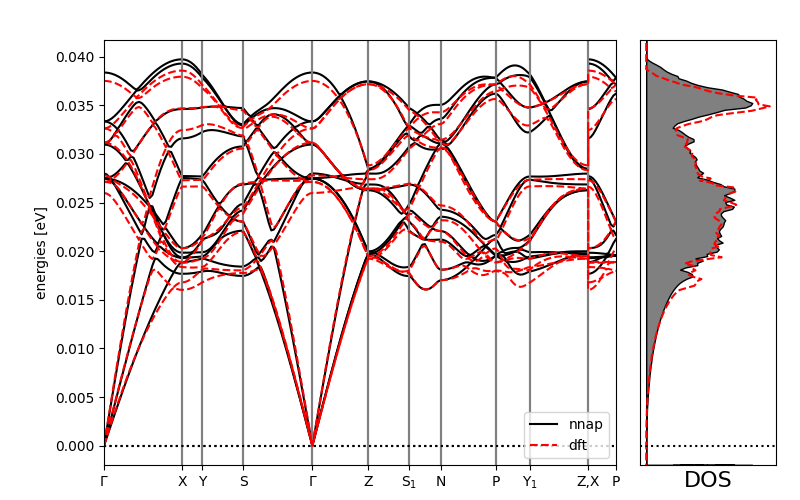 energies [eV]
0.040
0.035
0.030
0.025
0.020
0.015
0.010
0.005
0.000
nnap
dft
Γ X Y S Γ Z S₁ N P Y₁ Z,X P
DOS